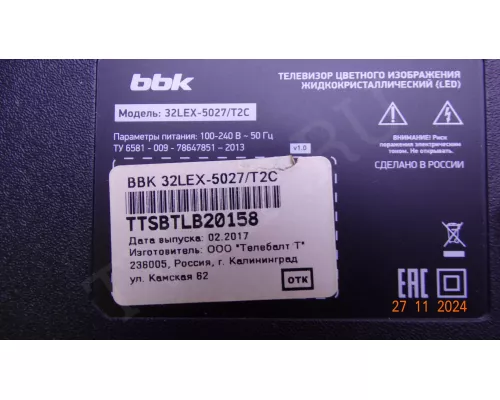 bbk
ТЕЛЕВИЗОР ЦВЕТНОГО ИЗОБРАЖЕНИЯ
ЖИДКОКРИСТАЛЛИЧЕСКИЙ (LED)
Модель: 32LEX-5027/T2C
Параметры питания: 100-240 В ~ 50 Гц
ТУ 6581 - 009 - 78647851 - 2013
v1.0
ВНИМАНИЕ! Риск
поражения электрическим
током. Не открывать.
СДЕЛАНО В РОССИИ
BBK 32LEX-5027/T2C
TTSBTLB20158
Дата выпуска: 02.2017
Изготовитель: ООО "Телебалт Т"
236005, Россия, г. Калининград
ул. Камская 82
ОТК
EAC
27 11 2024